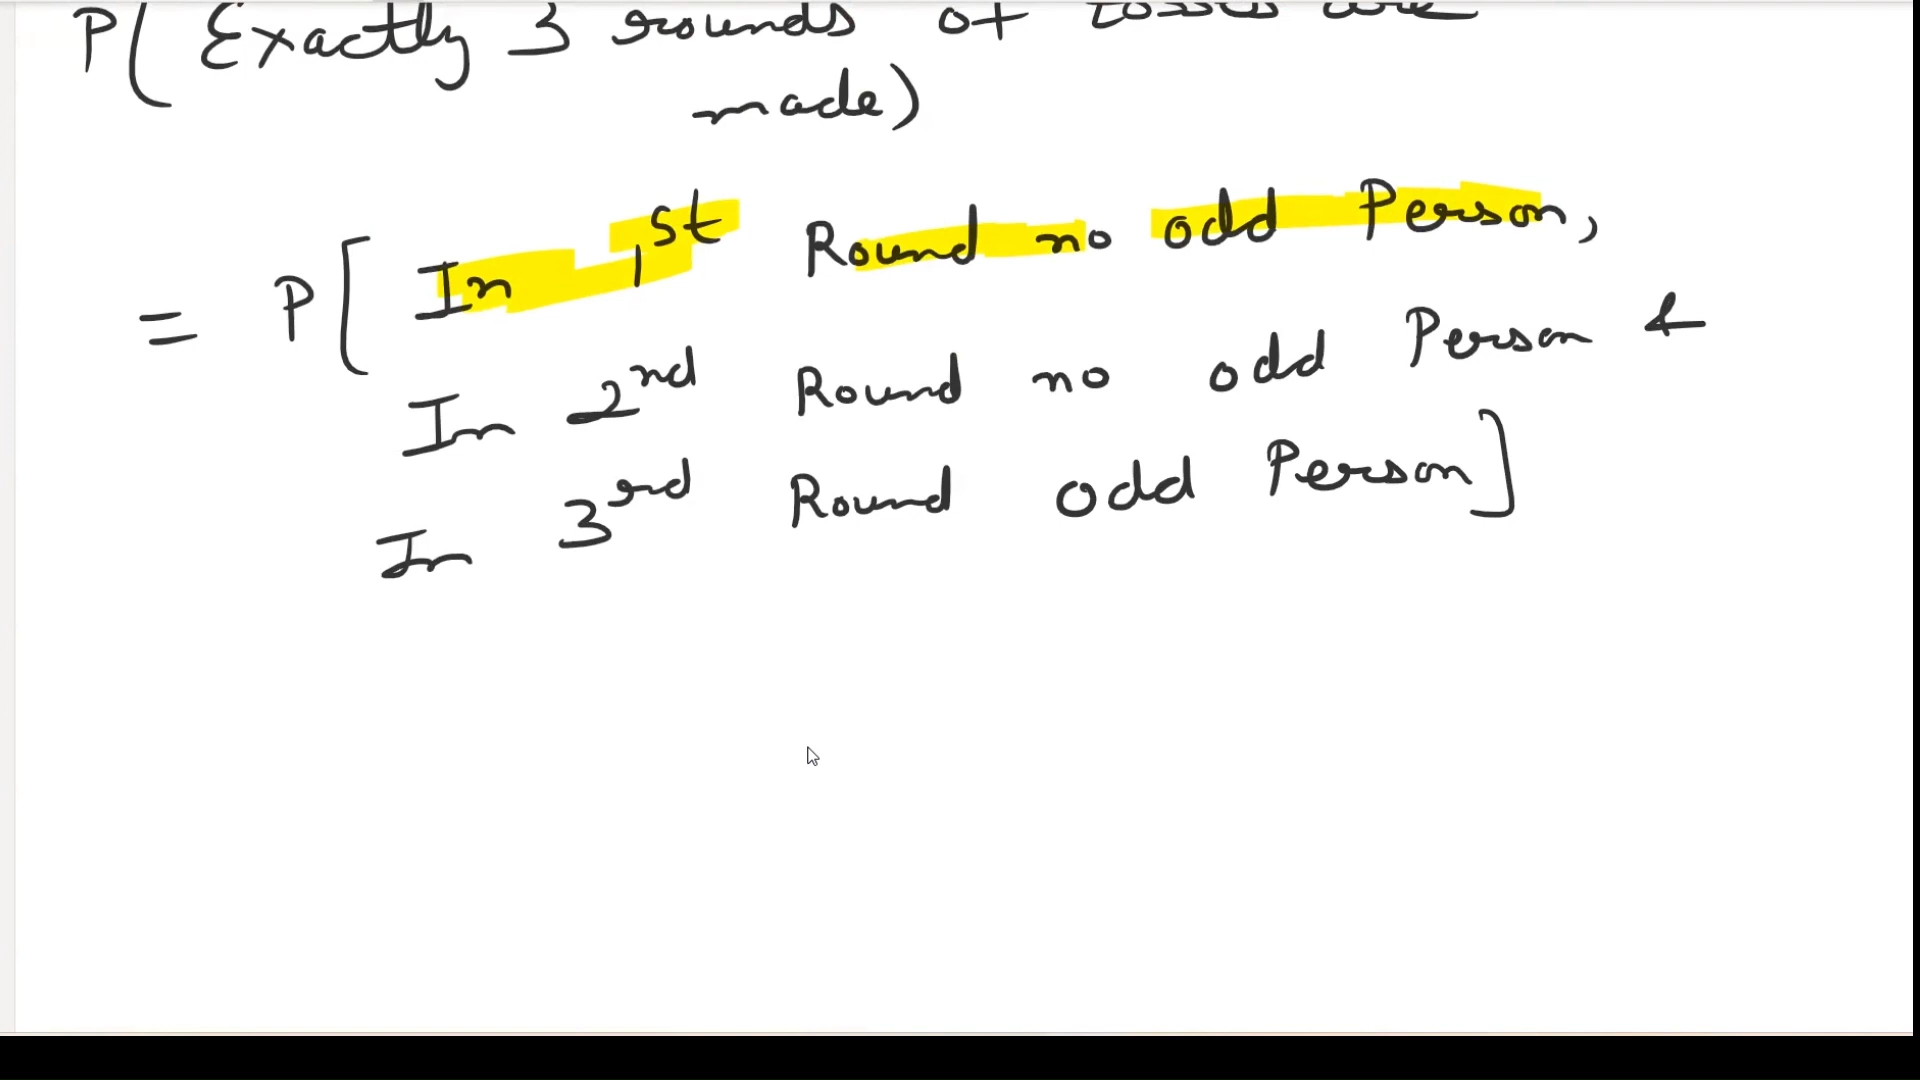 P( Exactly 3 rounds of tosses are
made)
= P[ In 1st Round no odd Person,
In 2nd Round no odd Person &
In 3rd Round odd Person]